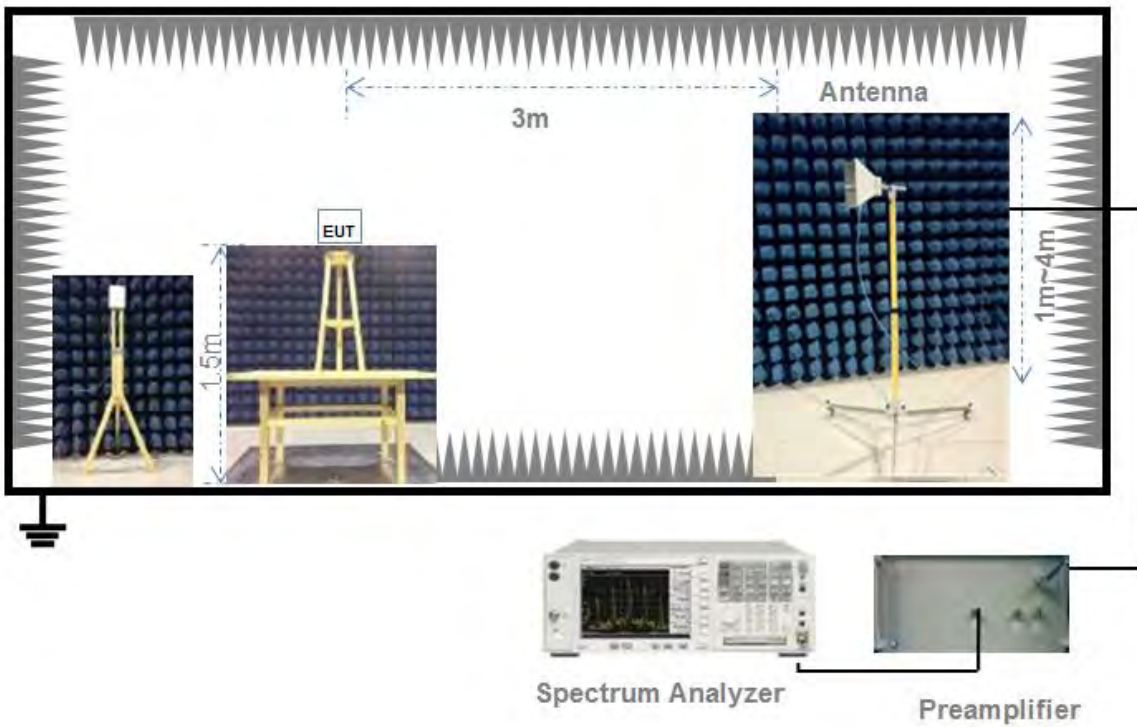 Antenna
3m
EUT
1.5m
1m~4m
Spectrum Analyzer
Preamplifier